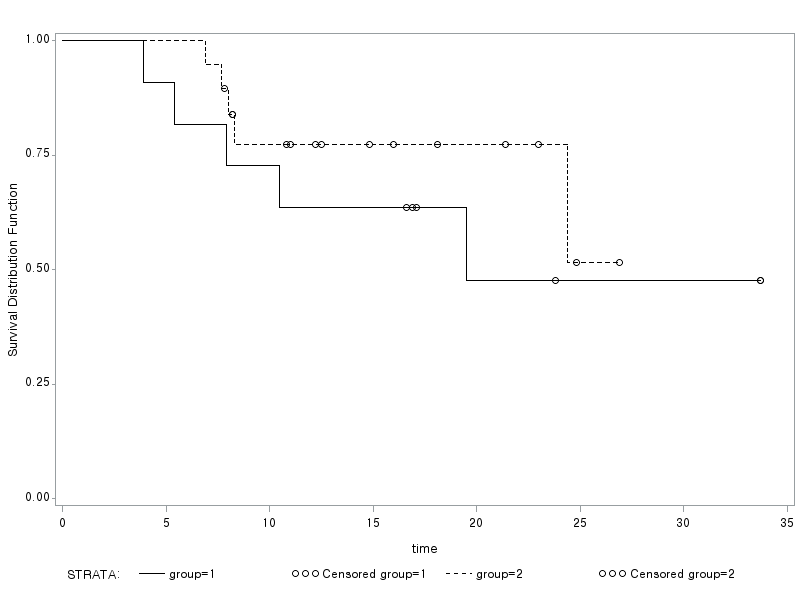 1.00
0.75
0.50
0.25
0.00
Survival Distribution Function
0 5 10 15 20 25 30 35
time
STRATA: group=1 Censored group=1 group=2 Censored group=2